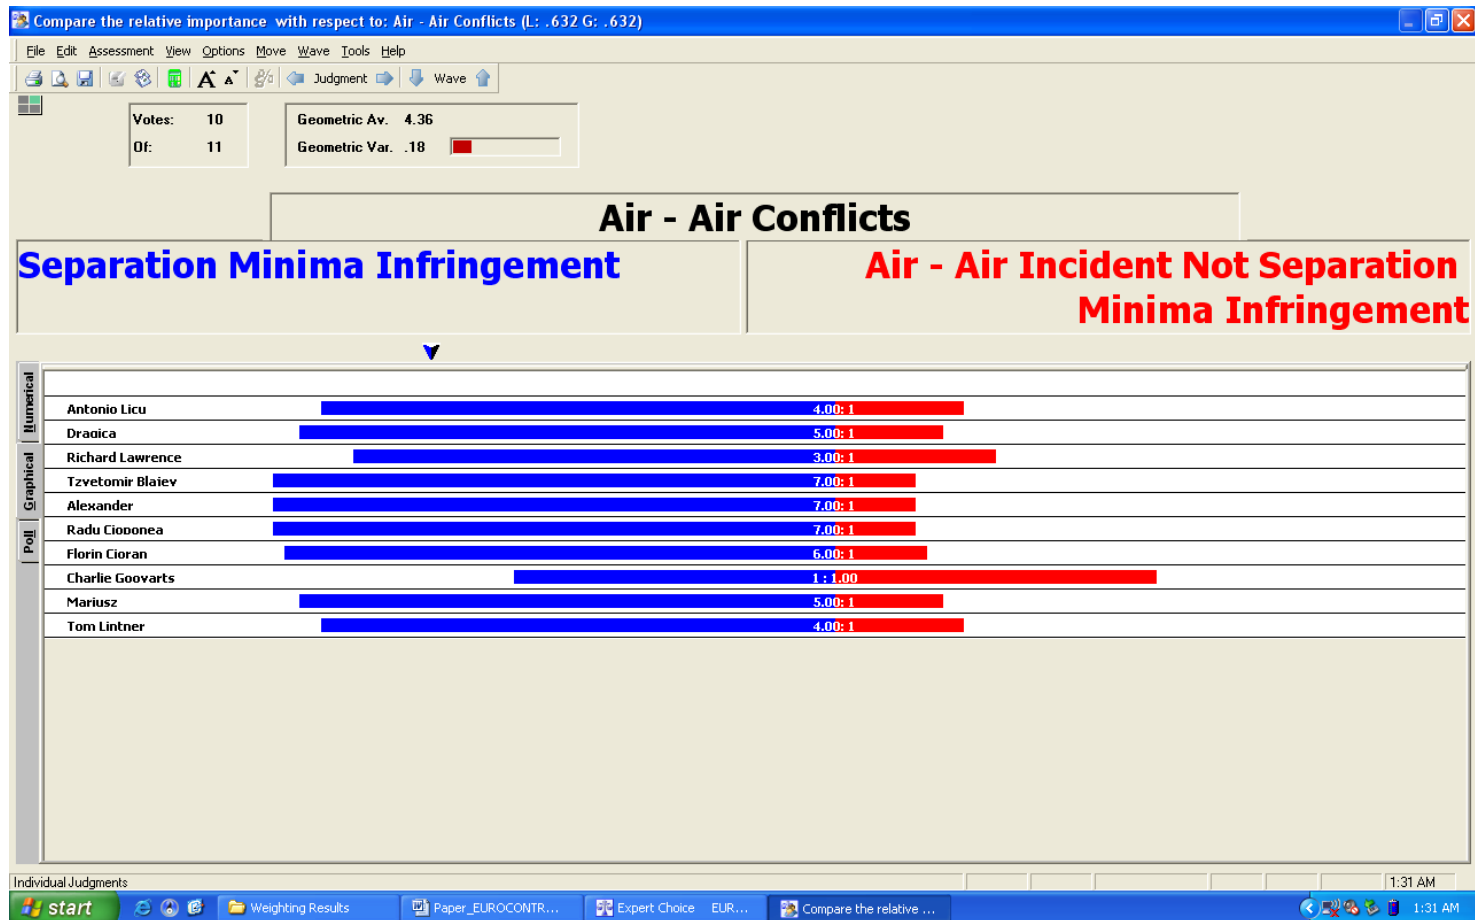 Compare the relative importance with respect to: Air - Air Conflicts (L: .632 G: .632)
File Edit Assessment View Options Move Wave Tools Help
Judgment Wave
Votes: 10
Of: 11
Geometric Av. 4.36
Geometric Var. .18
Air - Air Conflicts
Separation Minima Infringement
Air - Air Incident Not Separation
Minima Infringement
Numerical
Graphical
Poll
Antonio Licu 4.00: 1
Dragica 5.00: 1
Richard Lawrence 3.00: 1
Tzvetomir Blajev 7.00: 1
Alexander 7.00: 1
Radu Cioponea 7.00: 1
Florin Cioran 6.00: 1
Charlie Goovarts 1 : 1.00
Mariusz 5.00: 1
Tom Lintner 4.00: 1
Individual Judgments 1:31 AM
start Weighting Results Paper_EUROCONTR... Expert Choice EUR... Compare the relative ... 1:31 AM